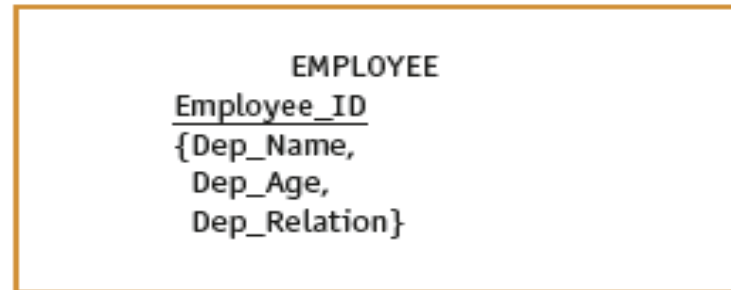 EMPLOYEE
Employee_ID
{Dep_Name,
Dep_Age,
Dep_Relation}